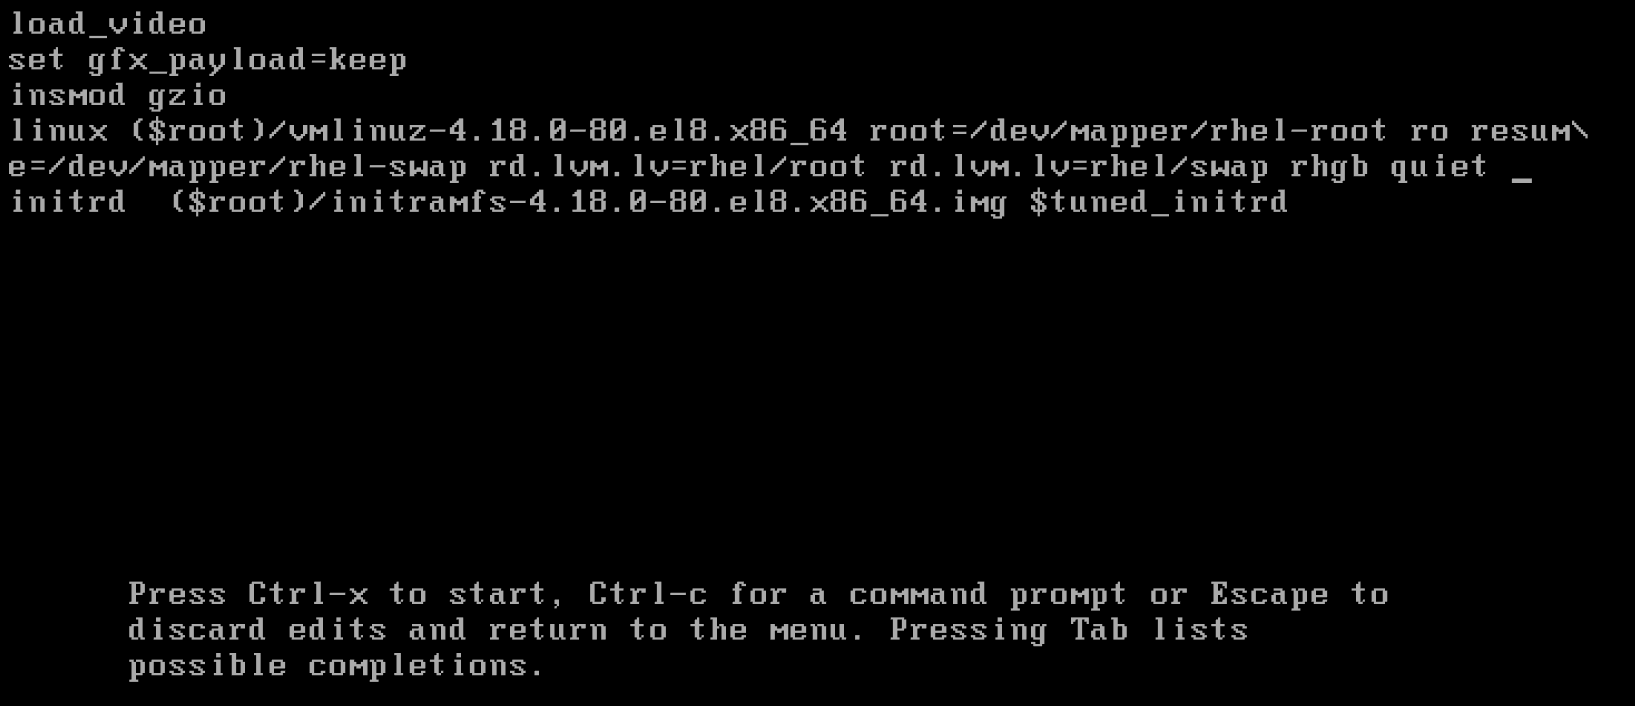 load_video
set gfx_payload=keep
insmod gzio
linux ($root)/vmlinuz-4.18.0-80.el8.x86_64 root=/dev/mapper/rhel-root ro resum\
e=/dev/mapper/rhel-swap rd.lvm.lv=rhel/root rd.lvm.lv=rhel/swap rhgb quiet _
initrd  ($root)/initramfs-4.18.0-80.el8.x86_64.img $tuned_initrd
Press Ctrl-x to start, Ctrl-c for a command prompt or Escape to
discard edits and return to the menu. Pressing Tab lists
possible completions.